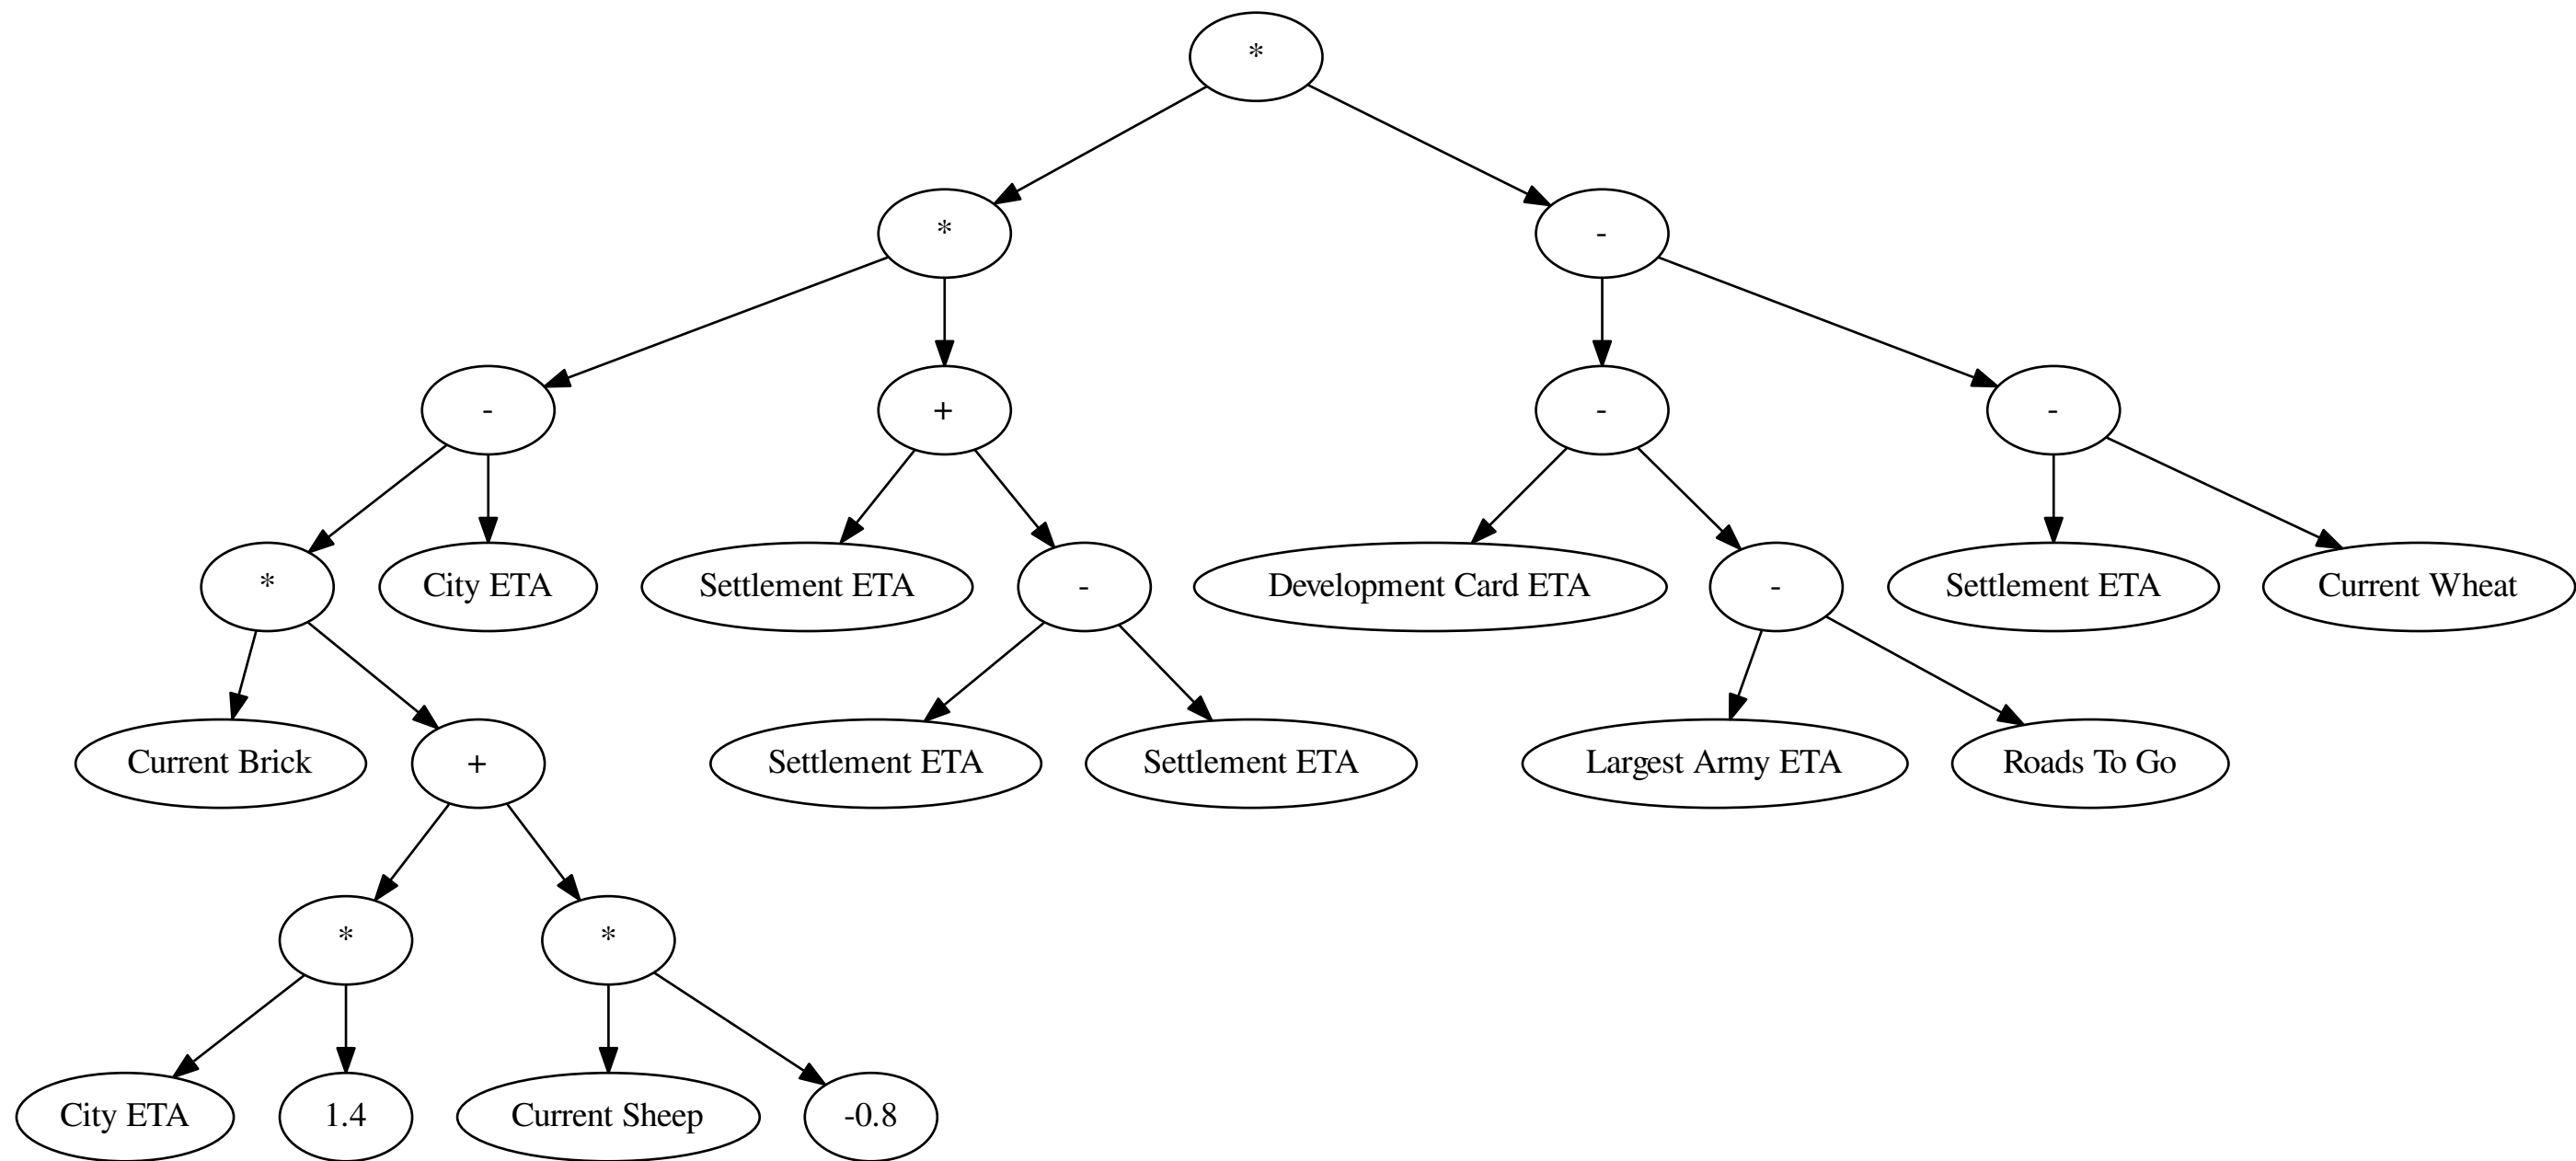 *
*
-
-
+
-
-
*
City ETA
Settlement ETA
-
Development Card ETA
-
Settlement ETA
Current Wheat
Current Brick
+
Settlement ETA
Settlement ETA
Largest Army ETA
Roads To Go
*
*
City ETA
1.4
Current Sheep
-0.8